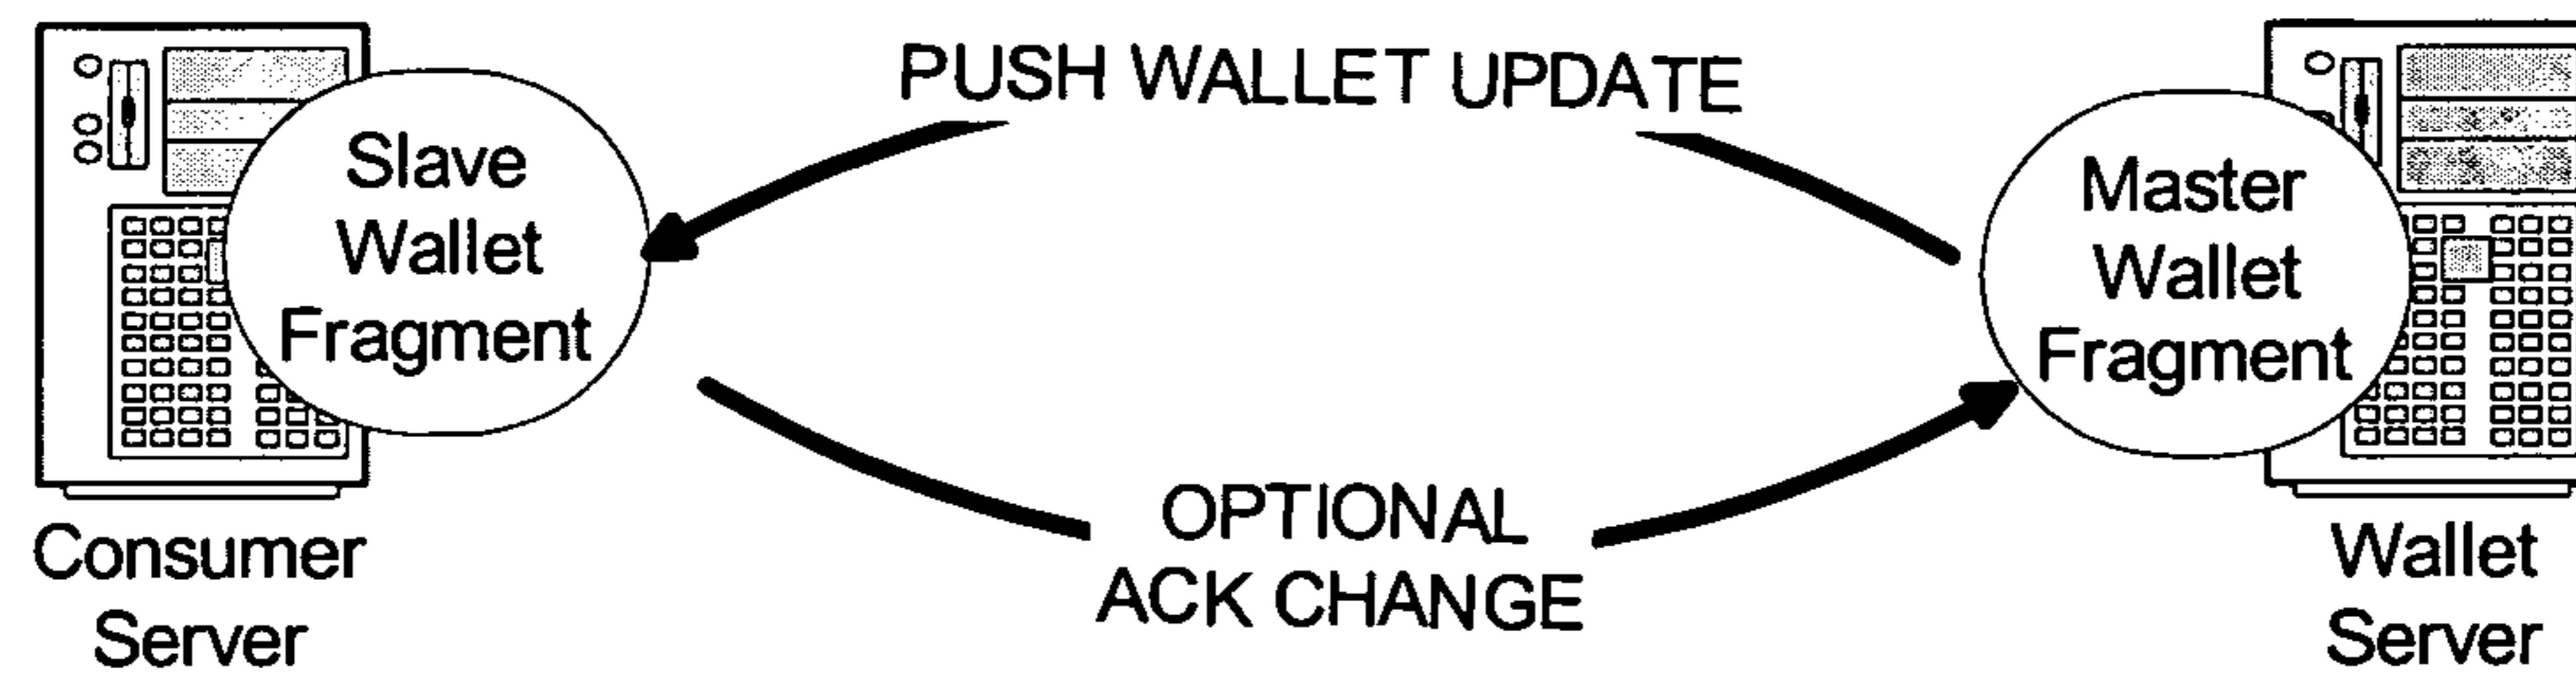 PUSH WALLET UPDATE
Slave
Wallet
Fragment
Master
Wallet
Fragment
OPTIONAL
ACK CHANGE
Consumer
Server
Wallet
Server